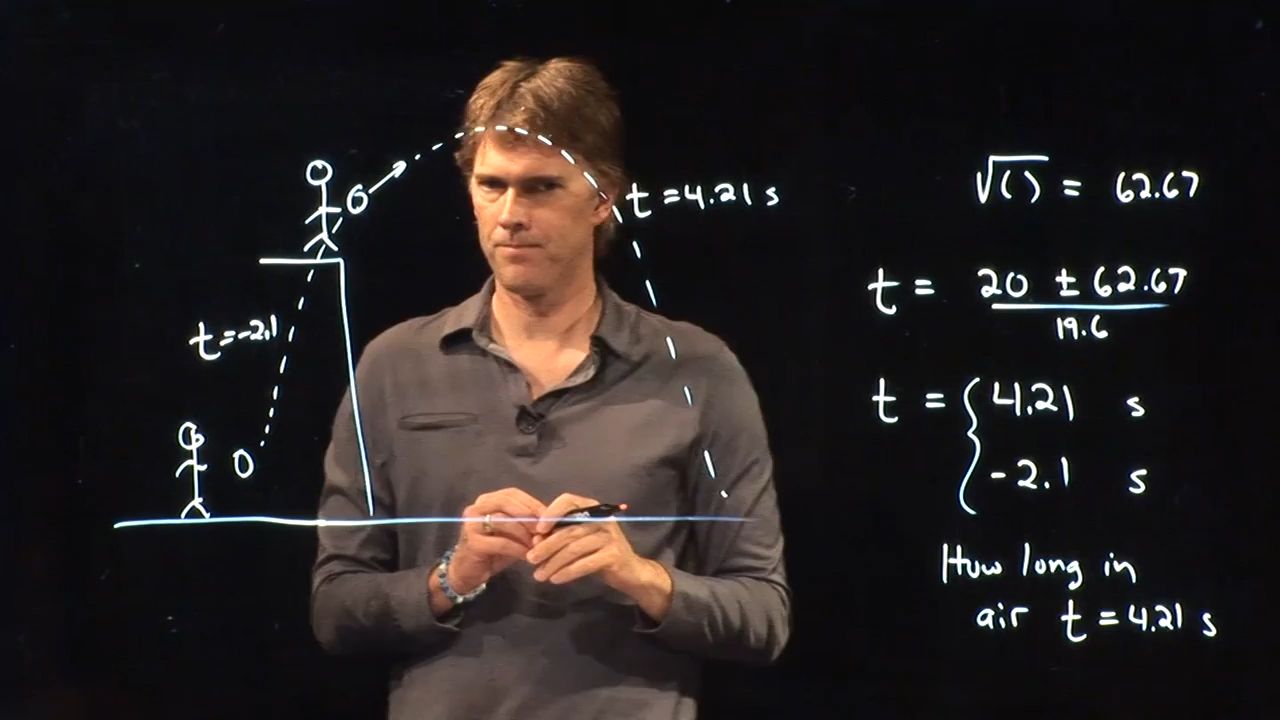 t=4.21 s
t=-2.1
√( ) = 62.67
t = 20 ± 62.67
19.6
t = { 4.21 s
-2.1 s
How long in
air t = 4.21 s